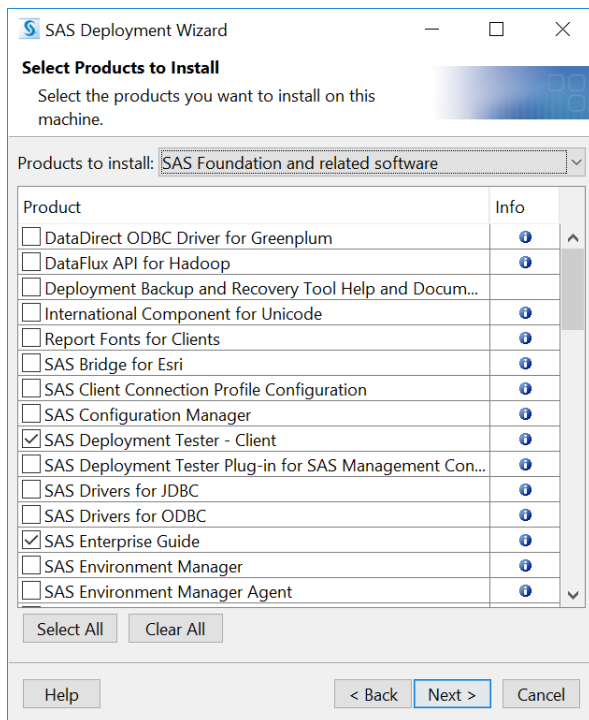 SAS Deployment Wizard
Select Products to Install
Select the products you want to install on this
machine.
Products to install: SAS Foundation and related software
Product Info
DataDirect ODBC Driver for Greenplum
DataFlux API for Hadoop
Deployment Backup and Recovery Tool Help and Docum...
International Component for Unicode
Report Fonts for Clients
SAS Bridge for Esri
SAS Client Connection Profile Configuration
SAS Configuration Manager
SAS Deployment Tester - Client
SAS Deployment Tester Plug-in for SAS Management Con...
SAS Drivers for JDBC
SAS Drivers for ODBC
SAS Enterprise Guide
SAS Environment Manager
SAS Environment Manager Agent
Select All Clear All
Help < Back Next > Cancel